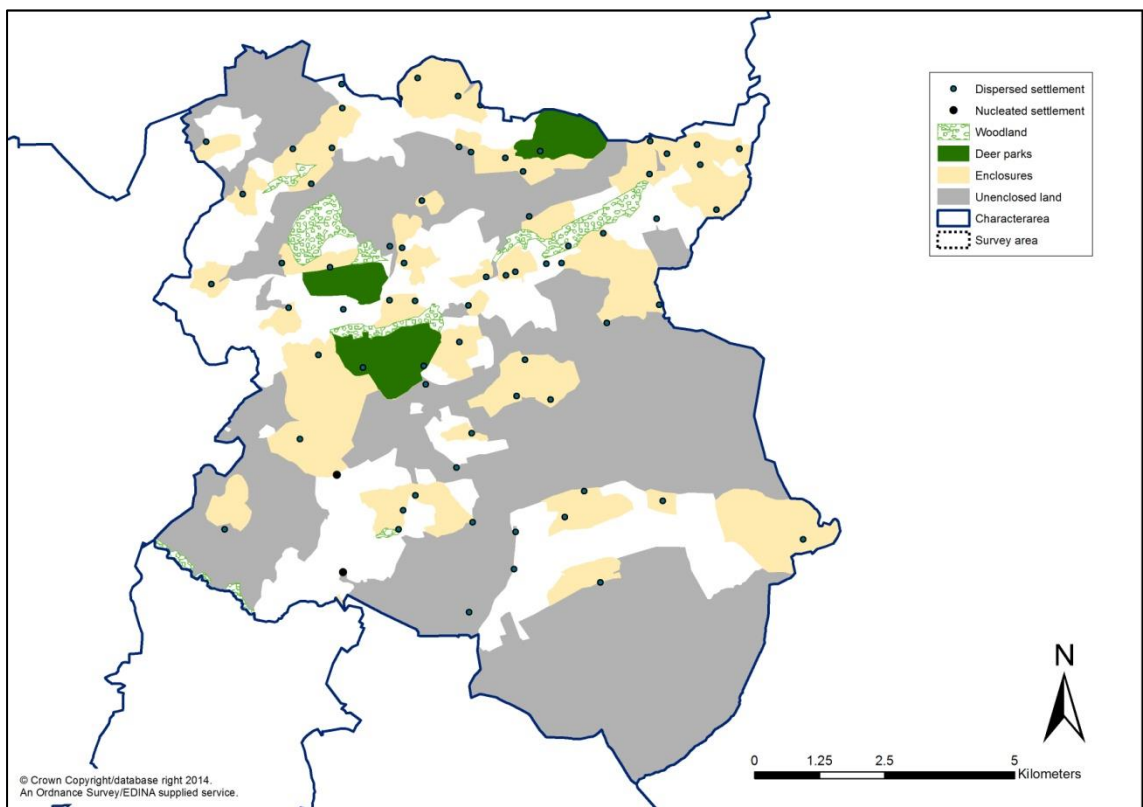 Dispersed settlement
Nucleated settlement
Woodland
Deer parks
Enclosures
Unenclosed land
Characterarea
Survey area
N
0 1.25 2.5 5
Kilometers
© Crown Copyright/database right 2014.
An Ordnance Survey/EDINA supplied service.